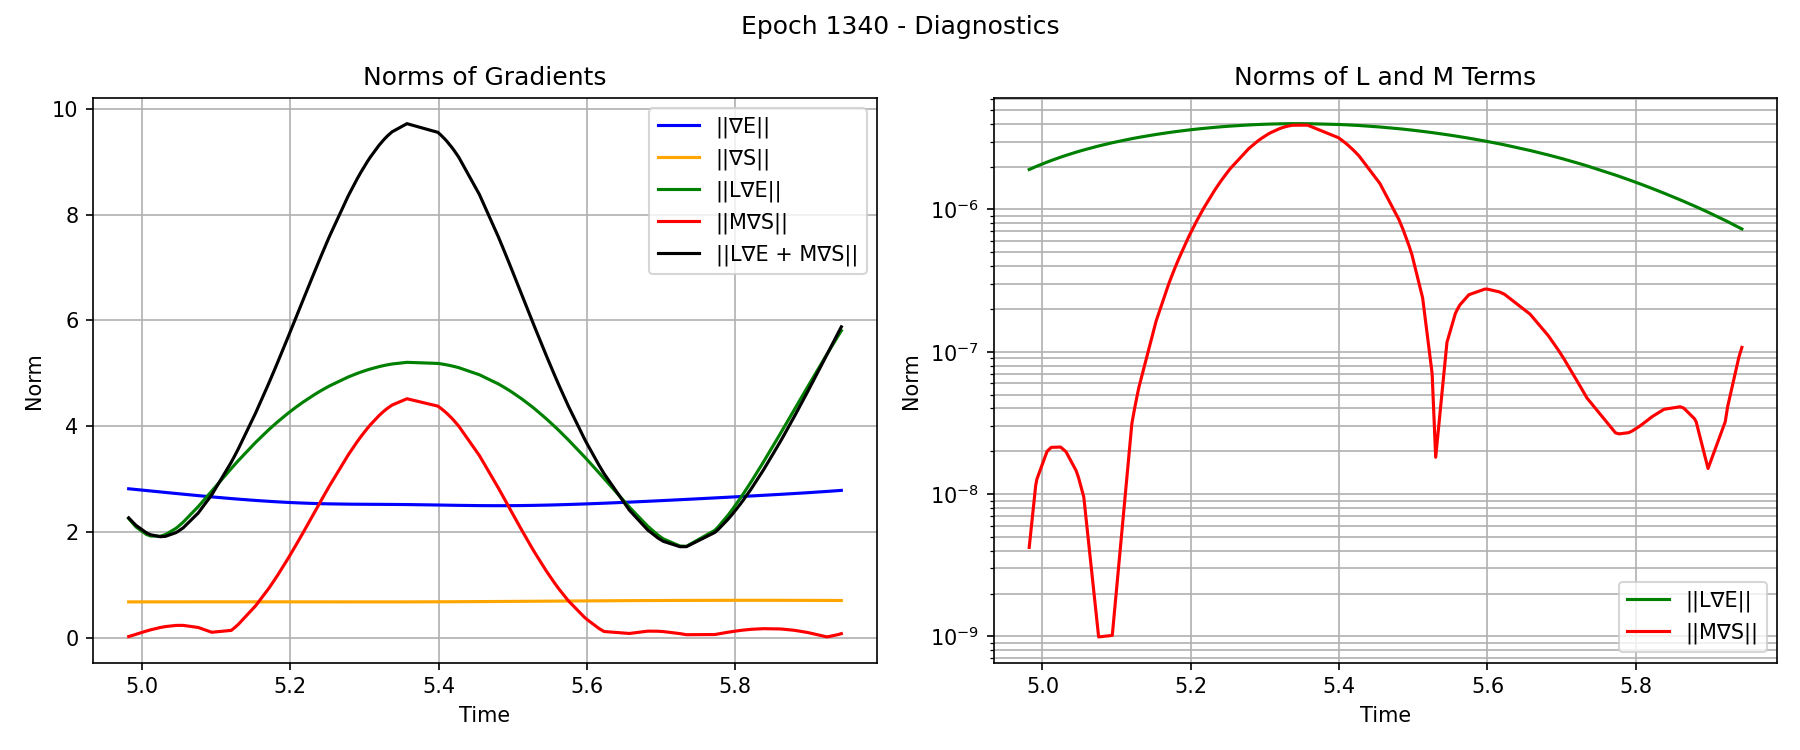 Epoch 1340 - Diagnostics
Norms of Gradients
Norm
10
8
6
4
2
0
||∇E||
||∇S||
||L∇E||
||M∇S||
||L∇E + M∇S||
5.0 5.2 5.4 5.6 5.8
Time
Norms of L and M Terms
Norm
10⁻⁶
10⁻⁷
10⁻⁸
10⁻⁹
||L∇E||
||M∇S||
5.0 5.2 5.4 5.6 5.8
Time